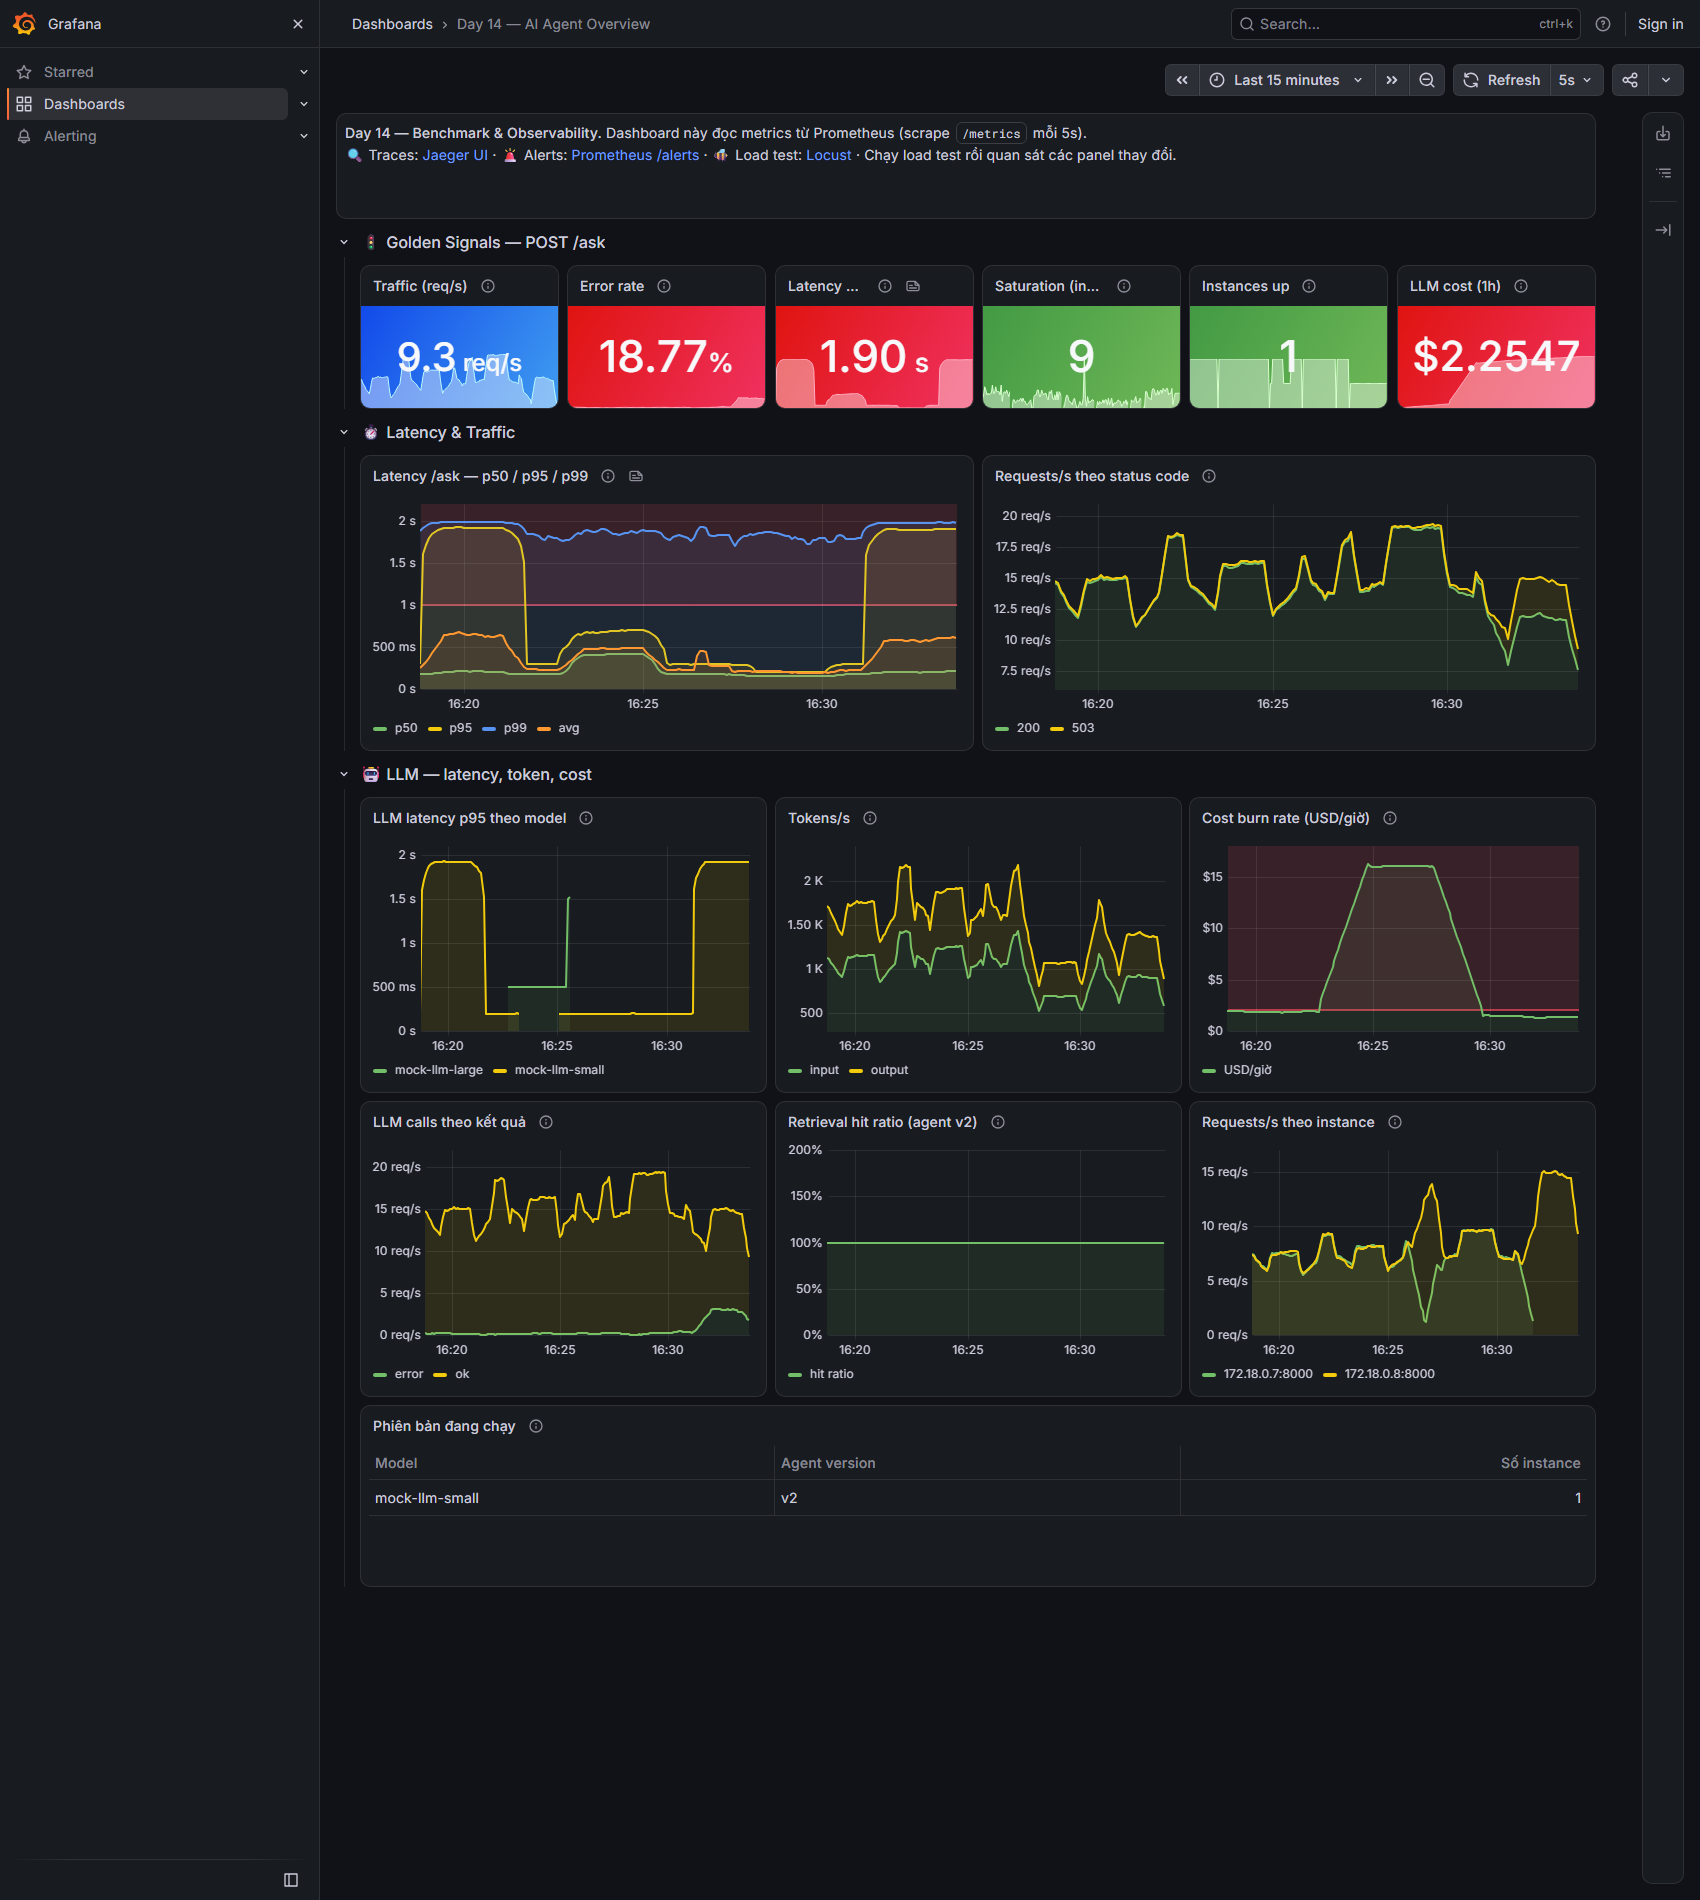 Grafana
Starred
Dashboards
Alerting
Dashboards › Day 14 — AI Agent Overview
Search...
ctrl+k
Sign in
Last 15 minutes
Refresh
5s
Day 14 — Benchmark & Observability. Dashboard này đọc metrics từ Prometheus (scrape /metrics mỗi 5s).
Traces: Jaeger UI · Alerts: Prometheus /alerts · Load test: Locust · Chạy load test rồi quan sát các panel thay đổi.
Golden Signals — POST /ask
Traffic (req/s)
9.3 req/s
Error rate
18.77%
Latency ...
1.90 s
Saturation (in...
9
Instances up
1
LLM cost (1h)
$2.2547
Latency & Traffic
Latency /ask — p50 / p95 / p99
2 s
1.5 s
1 s
500 ms
0 s
16:20 16:25 16:30
p50 p95 p99 avg
Requests/s theo status code
20 req/s
17.5 req/s
15 req/s
12.5 req/s
10 req/s
7.5 req/s
16:20 16:25 16:30
200 503
LLM — latency, token, cost
LLM latency p95 theo model
2 s
1.5 s
1 s
500 ms
0 s
16:20 16:25 16:30
mock-llm-large mock-llm-small
Tokens/s
2 K
1.50 K
1 K
500
16:20 16:25 16:30
input output
Cost burn rate (USD/giờ)
$15
$10
$5
$0
16:20 16:25 16:30
USD/giờ
LLM calls theo kết quả
20 req/s
15 req/s
10 req/s
5 req/s
0 req/s
16:20 16:25 16:30
error ok
Retrieval hit ratio (agent v2)
200%
150%
100%
50%
0%
16:20 16:25 16:30
hit ratio
Requests/s theo instance
15 req/s
10 req/s
5 req/s
0 req/s
16:20 16:25 16:30
172.18.0.7:8000 172.18.0.8:8000
Phiên bản đang chạy
Model Agent version Số instance
mock-llm-small v2 1